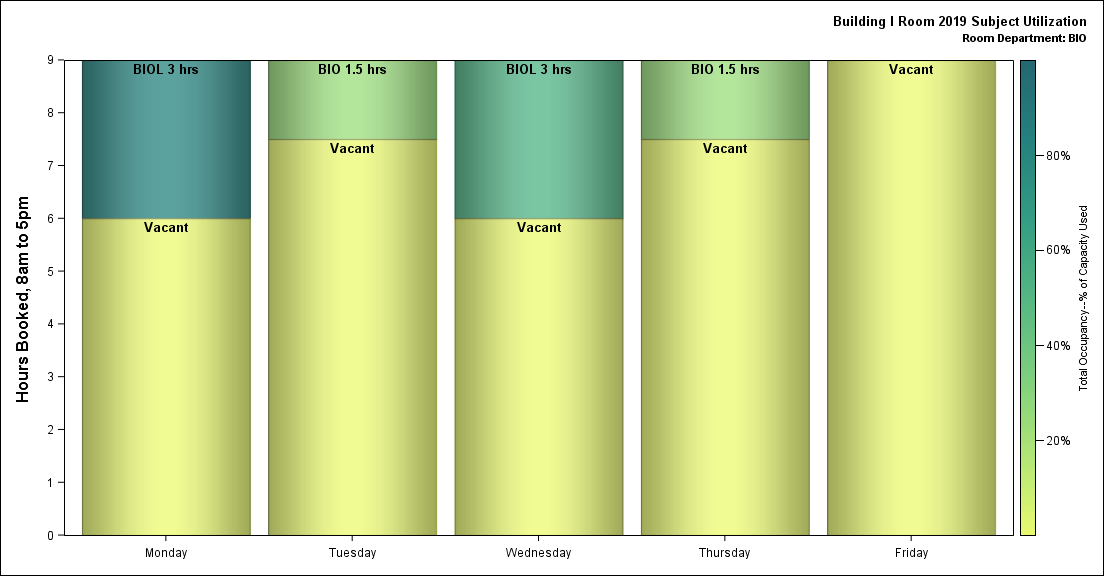 Building I Room 2019 Subject Utilization
Room Department: BIO
Hours Booked, 8am to 5pm
9
8
7
6
5
4
3
2
1
0
BIOL 3 hrs
Vacant
BIO 1.5 hrs
Vacant
BIOL 3 hrs
Vacant
BIO 1.5 hrs
Vacant
Vacant
Monday
Tuesday
Wednesday
Thursday
Friday
80%
60%
40%
20%
Total Occupancy--% of Capacity Used